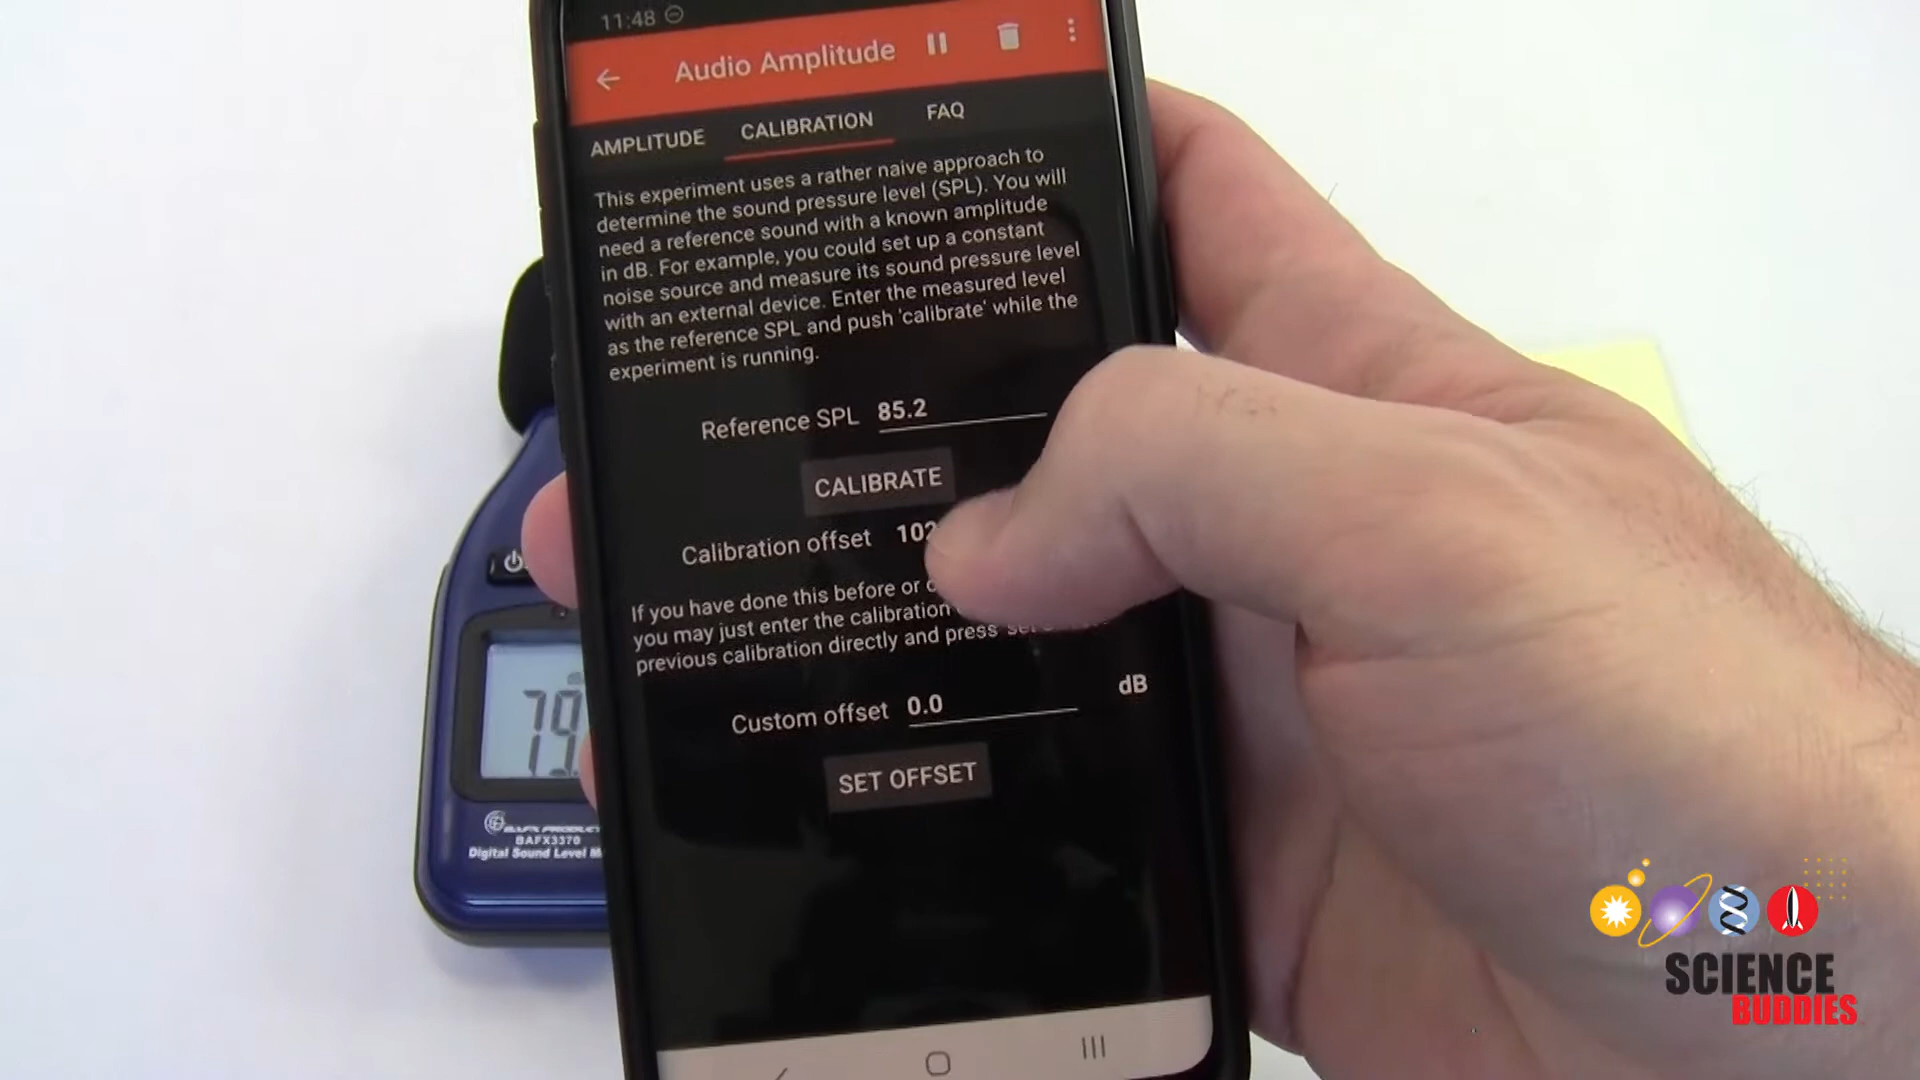 11:48
Audio Amplitude
AMPLITUDE CALIBRATION FAQ
This experiment uses a rather naive approach to
determine the sound pressure level (SPL). You will
need a reference sound with a known amplitude
in dB. For example, you could set up a constant
noise source and measure its sound pressure level
with an external device. Enter the measured level
as the reference SPL and push 'calibrate' while the
experiment is running.
Reference SPL 85.2
CALIBRATE
Calibration offset 102
If you have done this before or
you may just enter the calibration
previous calibration directly and press 'set
Custom offset 0.0 dB
SET OFFSET
79.
BAFX PRODUCT
BAFX3370
Digital Sound Level M
SCIENCE
BUDDIES